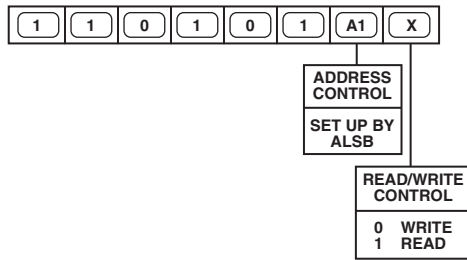 1 1 0 1 0 1 A1 X
ADDRESS
CONTROL
SET UP BY
ALSB
READ/WRITE
CONTROL
0 WRITE
1 READ